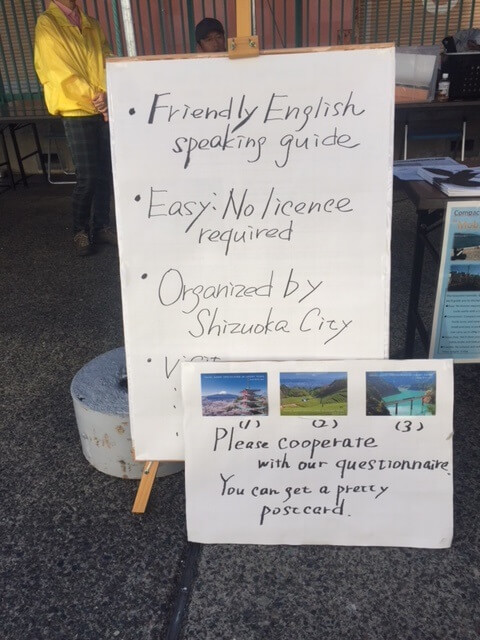 • Friendly English
speaking guide
• Easy: No licence
required
• Organized by
Shizuoka City
• Visit
(1) (2) (3)
Please cooperate
with our questionnaire.
You can get a pretty
postcard.